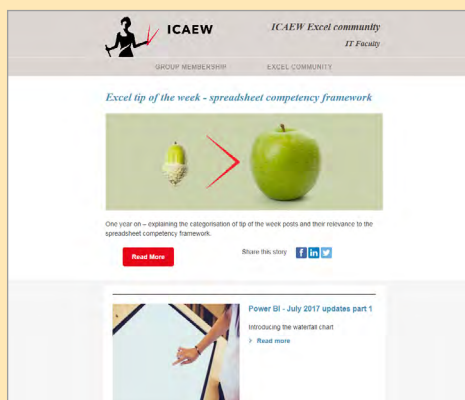 ICAEW
ICAEW Excel community
IT Faculty
GROUP MEMBERSHIP
EXCEL COMMUNITY
Excel tip of the week - spreadsheet competency framework
One year on – explaining the categorisation of tip of the week posts and their relevance to the
spreadsheet competency framework.
Read More
Share this story
Power BI - July 2017 updates part 1
Introducing the waterfall chart
Read more